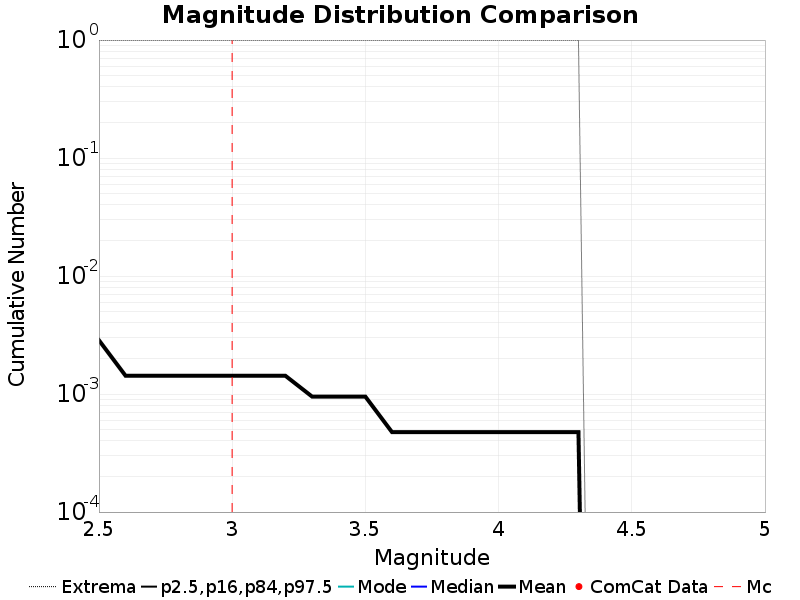 Magnitude Distribution Comparison
Cumulative Number
10^0
10^-1
10^-2
10^-3
10^-4
2.5 3 3.5 4 4.5 5
Magnitude
Extrema p2.5,p16,p84,p97.5 Mode Median Mean ComCat Data Mc